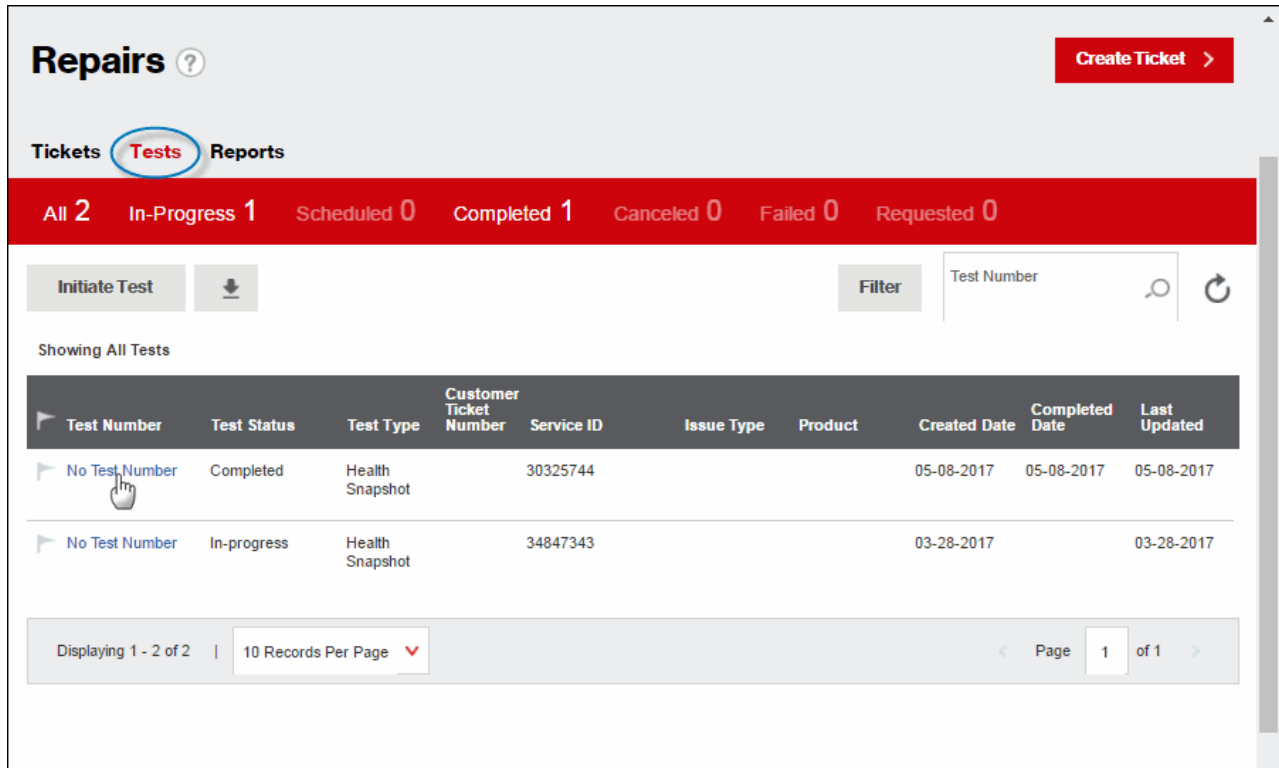 Repairs ?
Create Ticket >
Tickets Tests Reports
All 2 In-Progress 1 Scheduled 0 Completed 1 Canceled 0 Failed 0 Requested 0
Initiate Test
Filter
Test Number
Showing All Tests
Test Number Test Status Test Type Customer Ticket Number Service ID Issue Type Product Created Date Completed Date Last Updated
No Test Number Completed Health Snapshot 30325744 05-08-2017 05-08-2017 05-08-2017
No Test Number In-progress Health Snapshot 34847343 03-28-2017 03-28-2017
Displaying 1 - 2 of 2 | 10 Records Per Page < Page 1 of 1 >